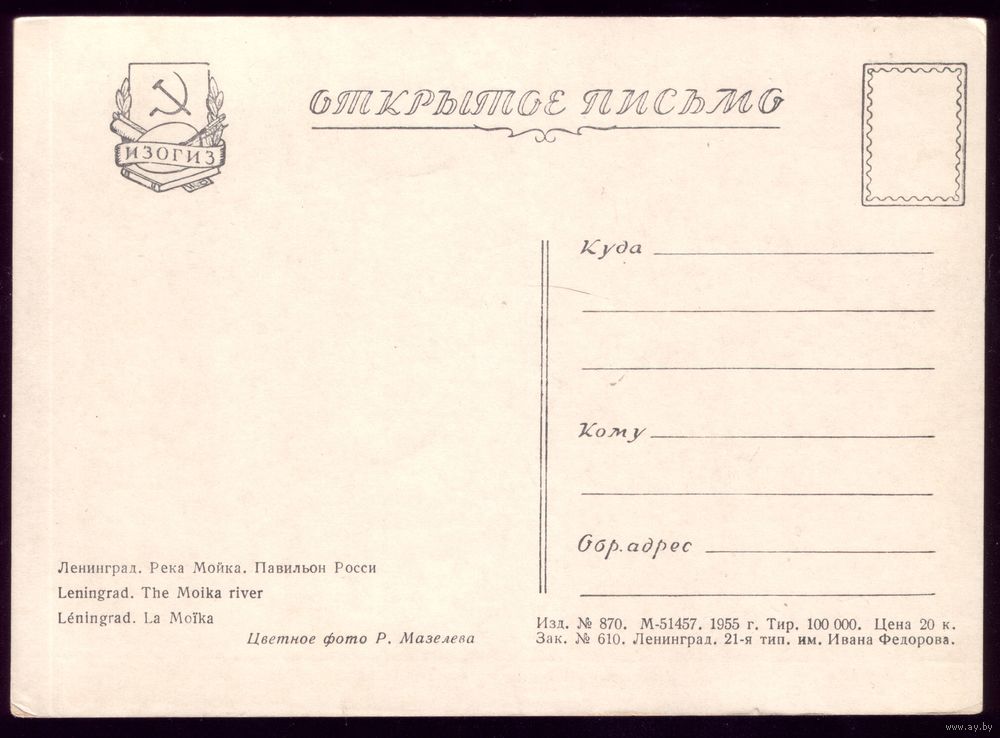 ИЗОГИЗ
ОТКРЫТОЕ ПИСЬМО
Куда
Кому
Обр. адрес
Ленинград. Река Мойка. Павильон Росси
Leningrad. The Moika river
Léningrad. La Moïka
Цветное фото Р. Мазелева
Изд. № 870. М-51457. 1955 г. Тир. 100 000. Цена 20 к.
Зак. № 610. Ленинград. 21-я тип. им. Ивана Федорова.
www.ay.by